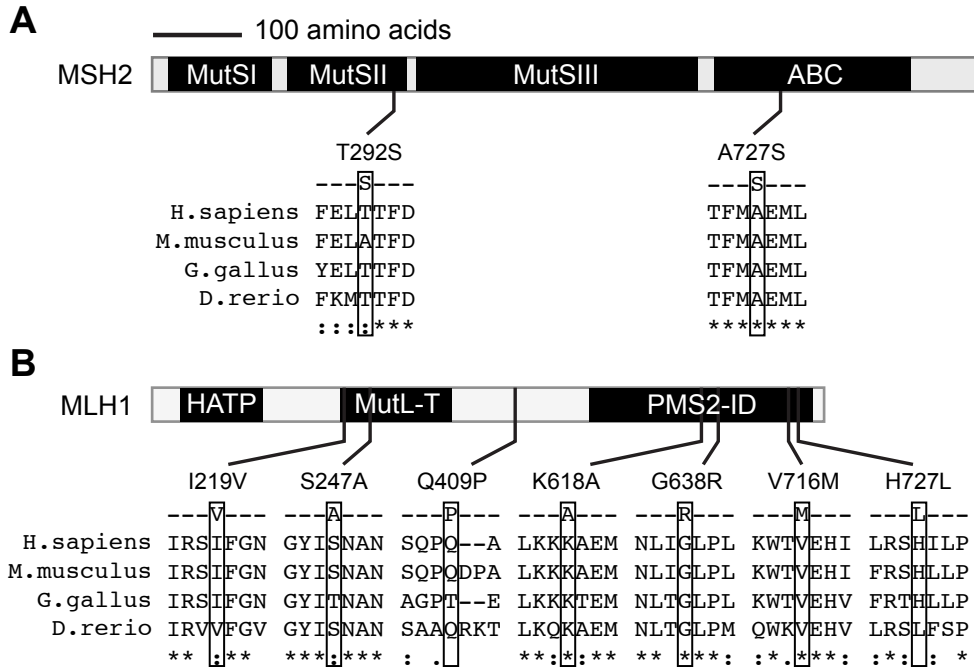 A
100 amino acids
MSH2 MutSI MutSII MutSIII ABC
T292S A727S
---S--- ---S---
H.sapiens FELTTFD TFMAEML
M.musculus FELATFD TFMAEML
G.gallus YELTTFD TFMAEML
D.rerio FKMTTFD TFMAEML
::::*** *******
B
MLH1 HATP MutL-T PMS2-ID
I219V S247A Q409P K618A G638R V716M H727L
---V--- ---A--- ---P--- ---A--- ---R--- ---M--- ---L---
H.sapiens IRSIFGN GYISNAN SQPQ--A LKKKAEM NLIGLPL KWTVEHI LRSHILP
M.musculus IRSIFGN GYISNAN SQPQDPA LKKKAEM NLIGLPL KWTVEHI FRSHLLP
G.gallus IRSIFGN GYITNAN AGPT--E LKKKTEM NLTGLPL KWTVEHV FRTHLLP
D.rerio IRVVFGV GYISNAN SAAQRKT LKQKAEM NLTGLPM QWKVEHV LRSLFSP
** :** ***:*** : . **:*:** ** ***: :*.***: :*: : *